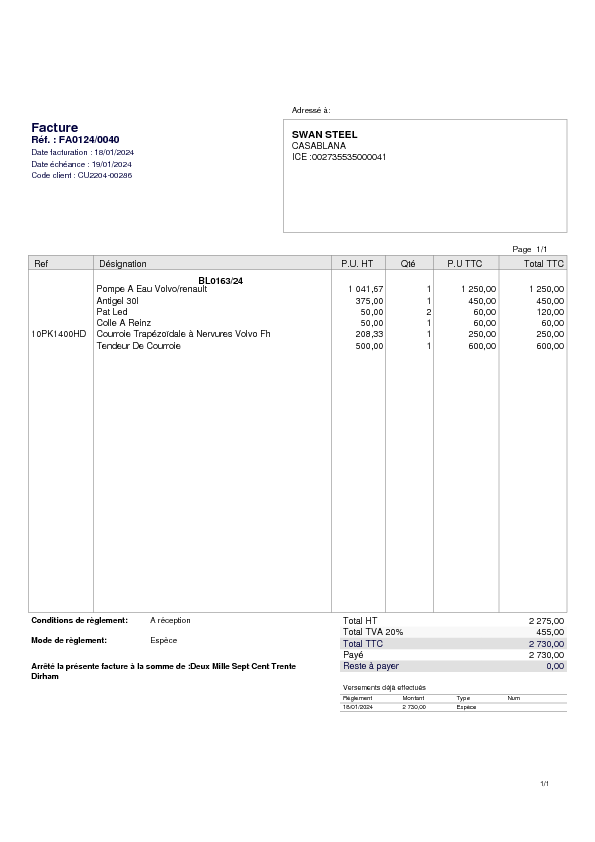 Adressé à:
Facture
Réf. : FA0124/0040
Date facturation : 18/01/2024
Date échéance : 19/01/2024
Code client : CU2204-00286
SWAN STEEL
CASABLANA
ICE :002735535000041
Page 1/1
Ref Désignation P.U. HT Qté P.U TTC Total TTC
BL0163/24
Pompe A Eau Volvo/renault 1 041,67 1 1 250,00 1 250,00
Antigel 30l 375,00 1 450,00 450,00
Pat Led 50,00 2 60,00 120,00
Colle A Reinz 50,00 1 60,00 60,00
10PK1400HD Courroie Trapézoïdale à Nervures Volvo Fh 208,33 1 250,00 250,00
Tendeur De Courroie 500,00 1 600,00 600,00
Conditions de règlement: A réception
Mode de règlement: Espèce
Arrêté la présente facture à la somme de :Deux Mille Sept Cent Trente
Dirham
Total HT 2 275,00
Total TVA 20% 455,00
Total TTC 2 730,00
Payé 2 730,00
Reste à payer 0,00
Versements déjà effectués
Règlement Montant Type Num
18/01/2024 2 730,00 Espèce
1/1